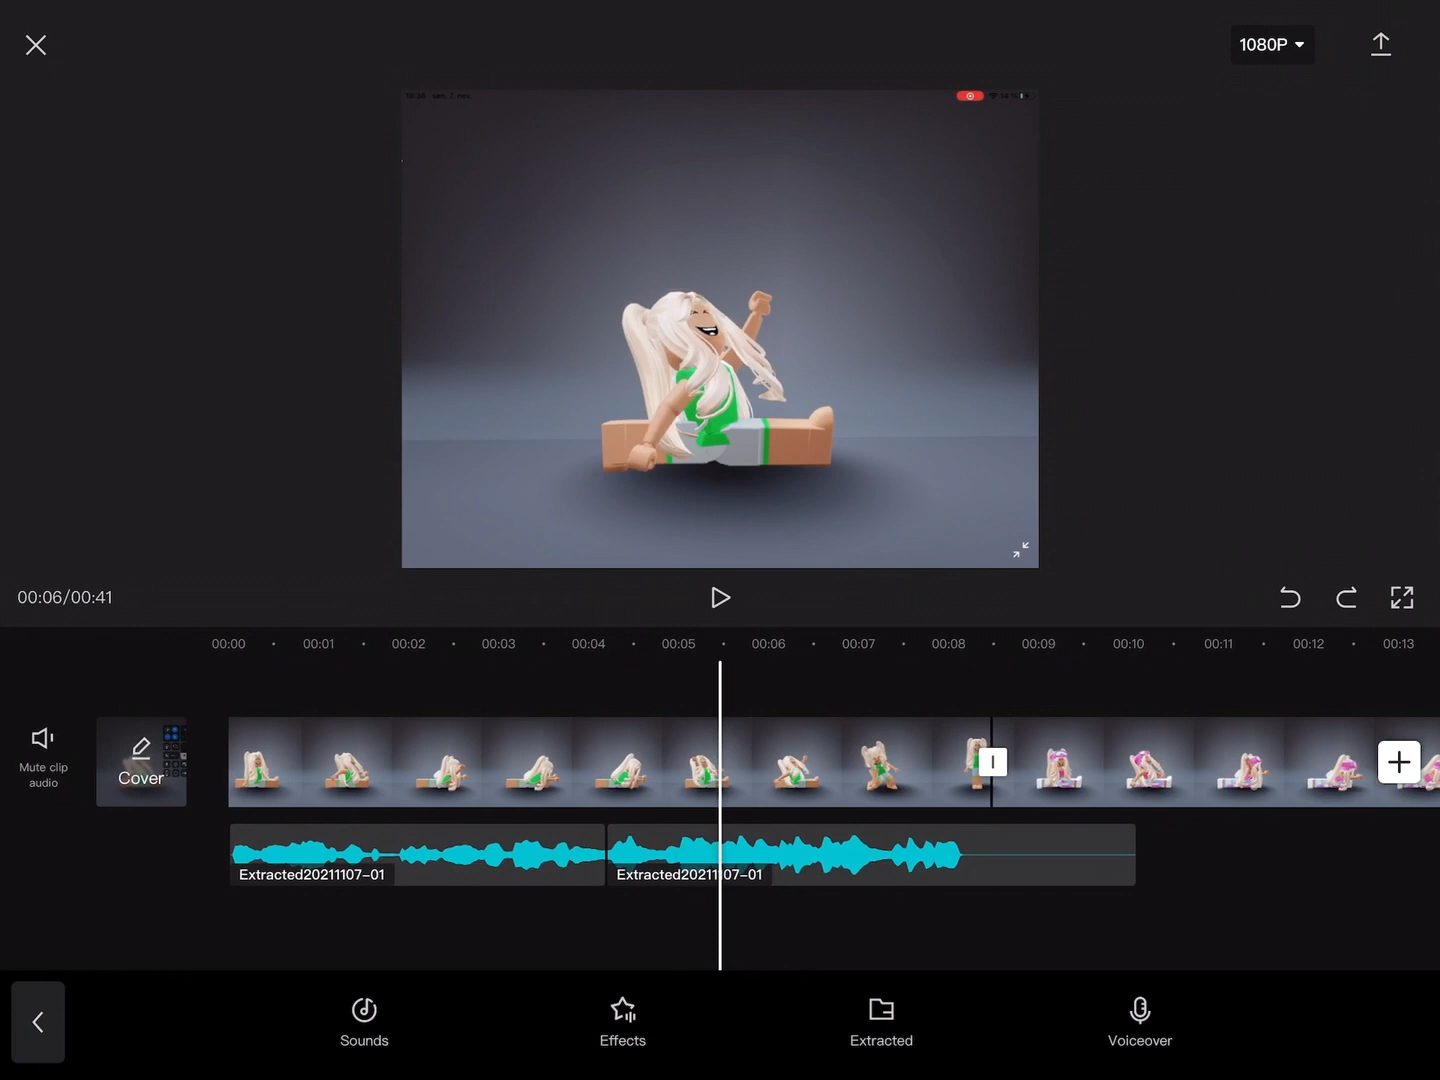 1080P
00:06/00:41
00:00 00:01 00:02 00:03 00:04 00:05 00:06 00:07 00:08 00:09 00:10 00:11 00:12 00:13
Mute clip
audio
Cover
Extracted20211107-01
Extracted20211107-01
Sounds
Effects
Extracted
Voiceover